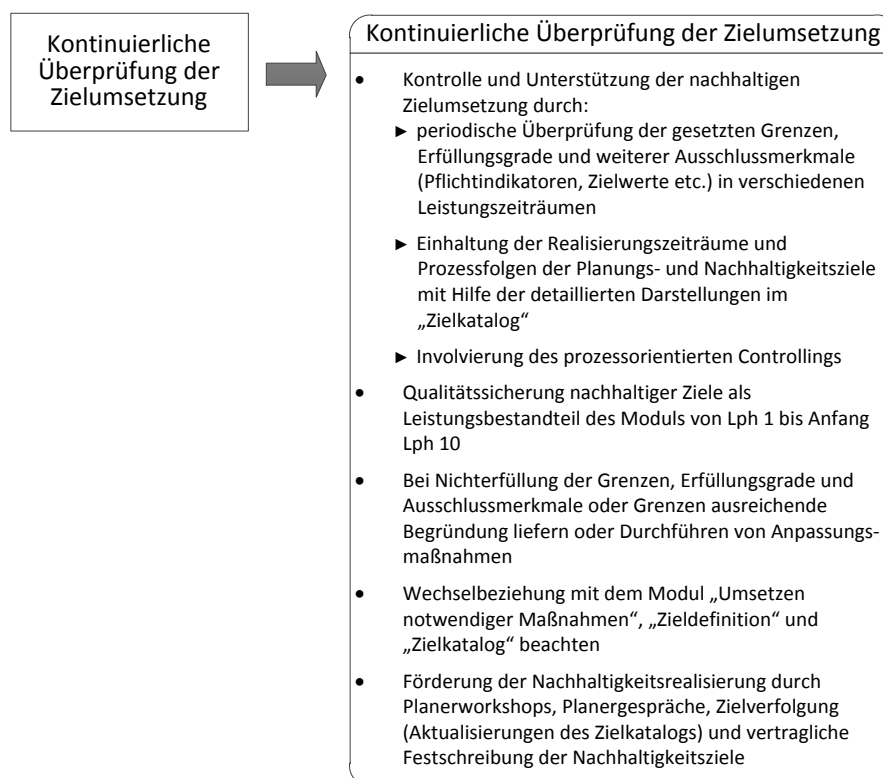 Kontinuierliche
Überprüfung der
Zielumsetzung
Kontinuierliche Überprüfung der Zielumsetzung
• Kontrolle und Unterstützung der nachhaltigen
Zielumsetzung durch:
► periodische Überprüfung der gesetzten Grenzen,
Erfüllungsgrade und weiterer Ausschlussmerkmale
(Pflichtindikatoren, Zielwerte etc.) in verschiedenen
Leistungszeiträumen
► Einhaltung der Realisierungszeiträume und
Prozessfolgen der Planungs- und Nachhaltigkeitsziele
mit Hilfe der detaillierten Darstellungen im
„Zielkatalog“
► Involvierung des prozessorientierten Controllings
• Qualitätssicherung nachhaltiger Ziele als
Leistungsbestandteil des Moduls von Lph 1 bis Anfang
Lph 10
• Bei Nichterfüllung der Grenzen, Erfüllungsgrade und
Ausschlussmerkmale oder Grenzen ausreichende
Begründung liefern oder Durchführen von Anpassungs-
maßnahmen
• Wechselbeziehung mit dem Modul „Umsetzen
notwendiger Maßnahmen“, „Zieldefinition“ und
„Zielkatalog“ beachten
• Förderung der Nachhaltigkeitsrealisierung durch
Planerworkshops, Planergespräche, Zielverfolgung
(Aktualisierungen des Zielkatalogs) und vertragliche
Festschreibung der Nachhaltigkeitsziele